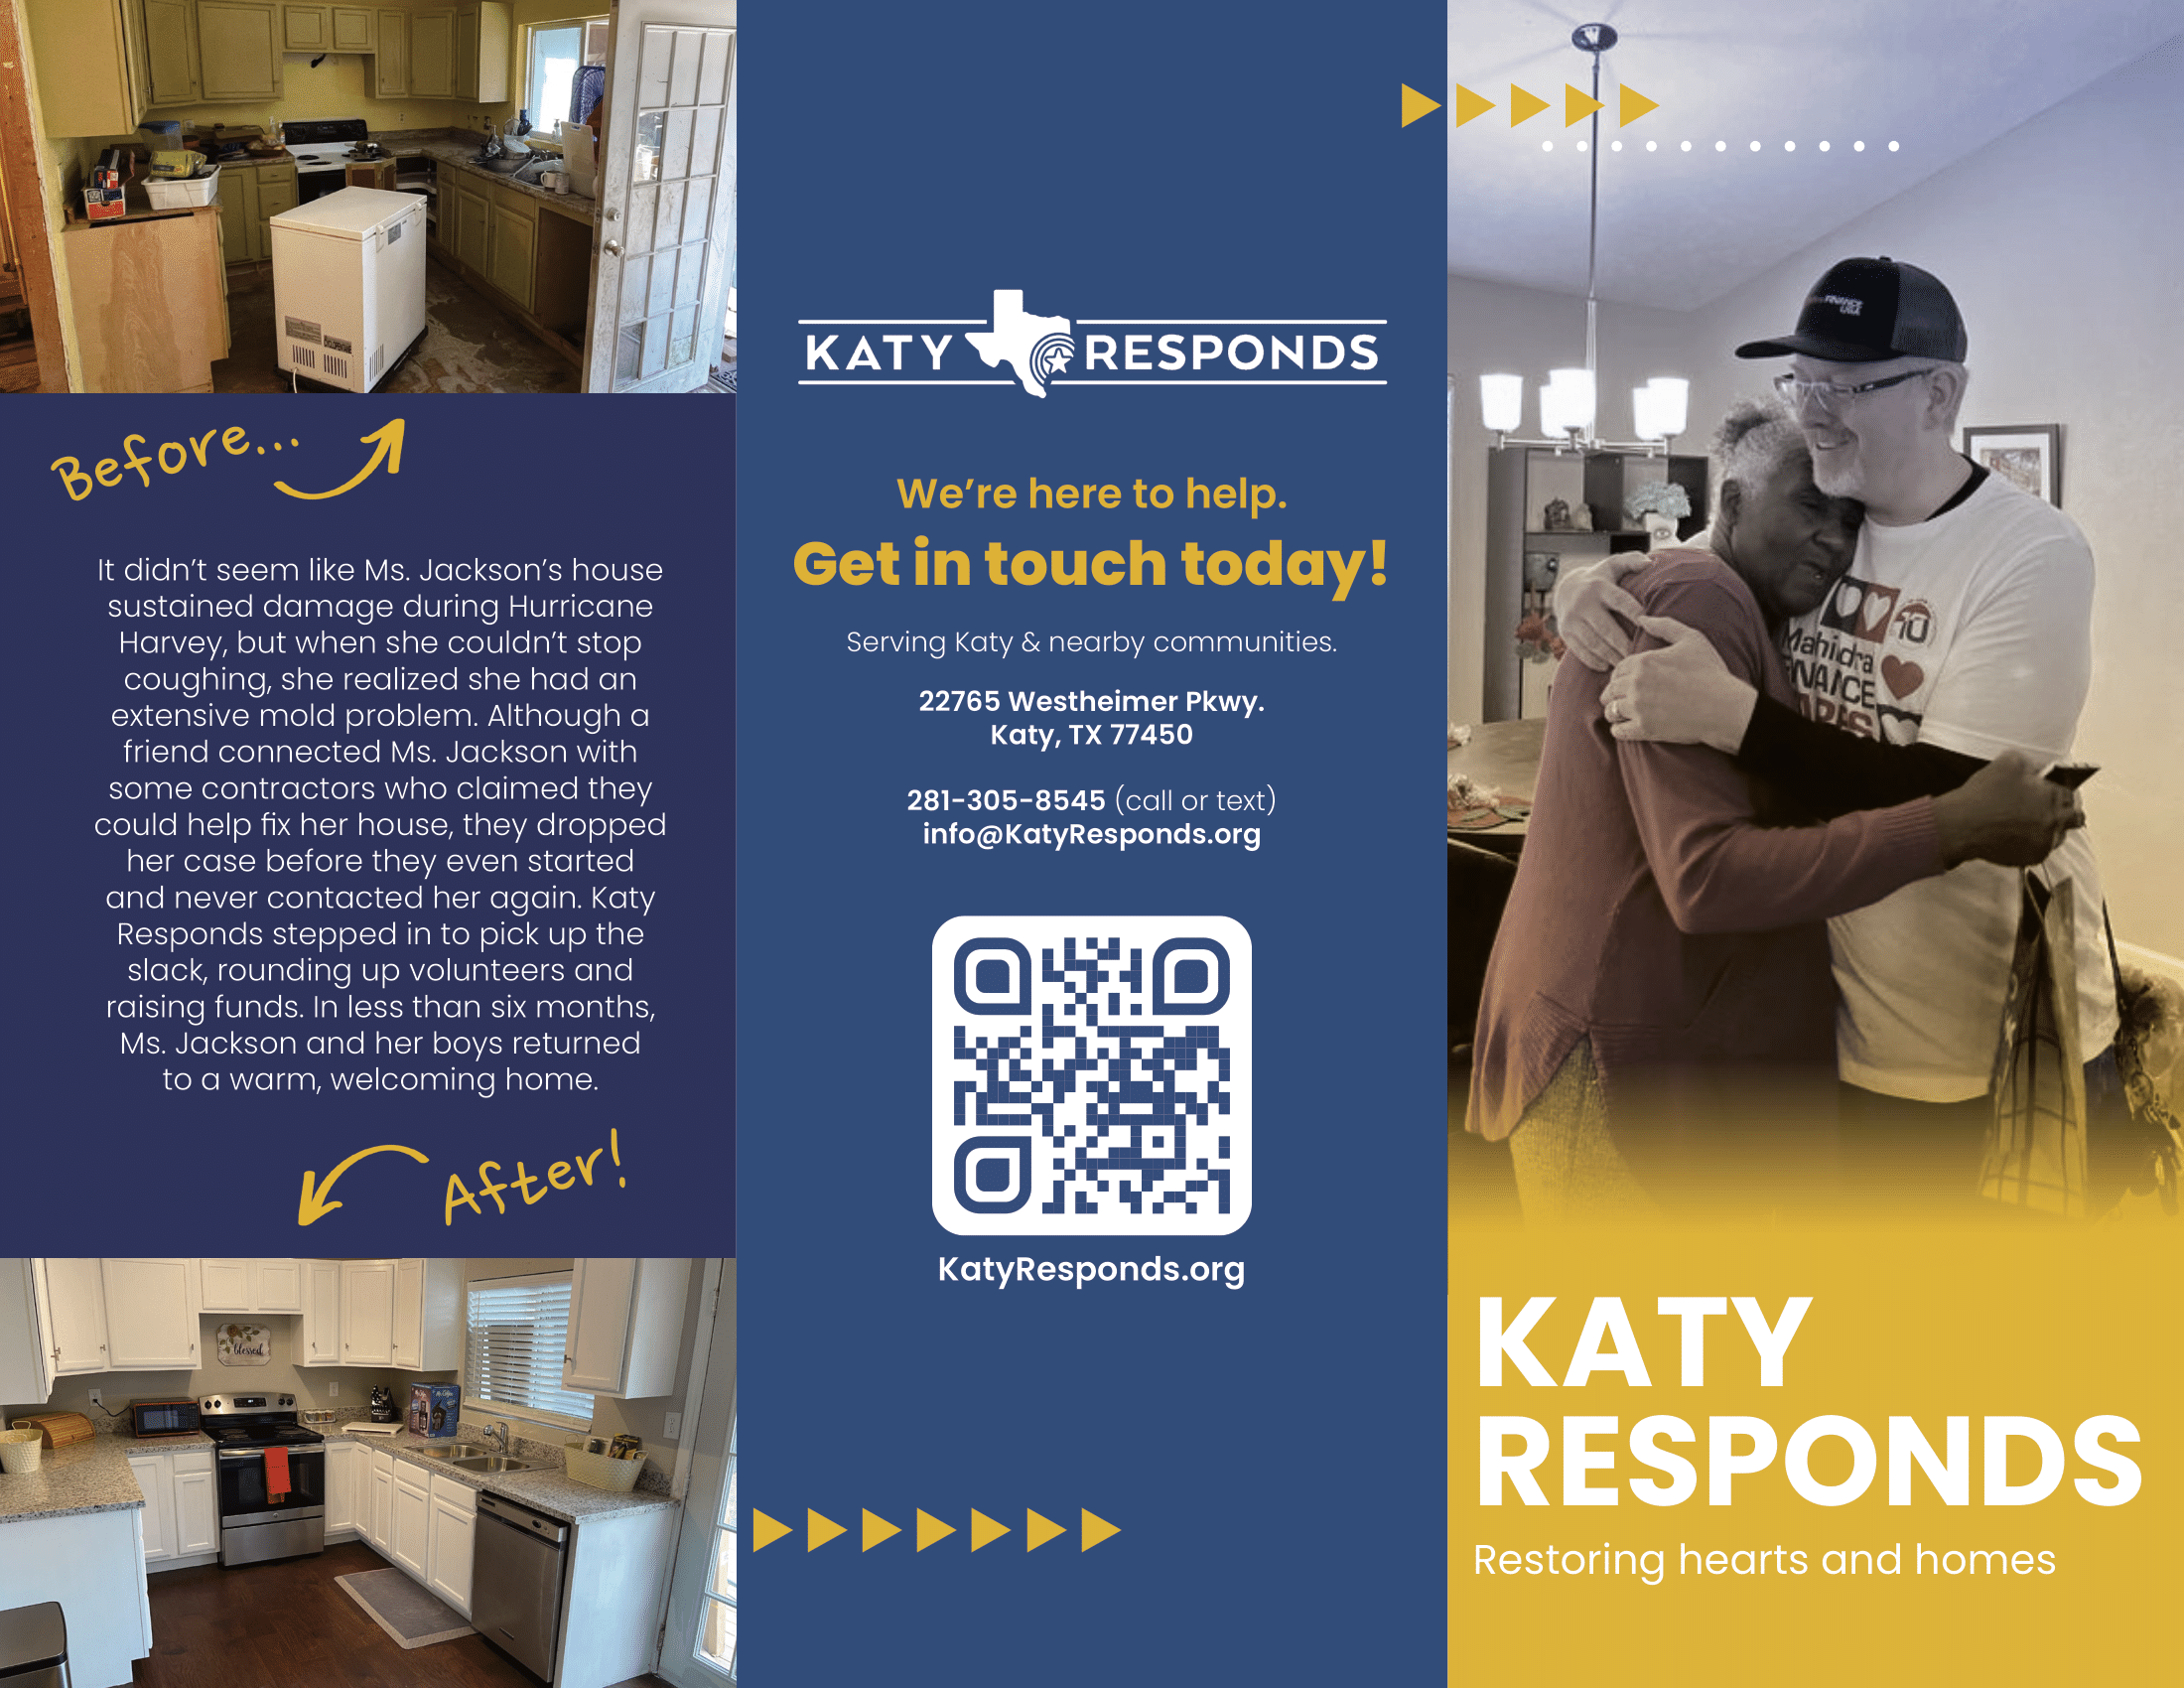 Before...
It didn’t seem like Ms. Jackson’s house
sustained damage during Hurricane
Harvey, but when she couldn’t stop
coughing, she realized she had an
extensive mold problem. Although a
friend connected Ms. Jackson with
some contractors who claimed they
could help fix her house, they dropped
her case before they even started
and never contacted her again. Katy
Responds stepped in to pick up the
slack, rounding up volunteers and
raising funds. In less than six months,
Ms. Jackson and her boys returned
to a warm, welcoming home.
After!
blessed
KATY RESPONDS
We’re here to help.
Get in touch today!
Serving Katy & nearby communities.
22765 Westheimer Pkwy.
Katy, TX 77450
281-305-8545 (call or text)
info@KatyResponds.org
KatyResponds.org
FINANCE
USA
10
Mahindra
FINANCE
KATY
RESPONDS
Restoring hearts and homes